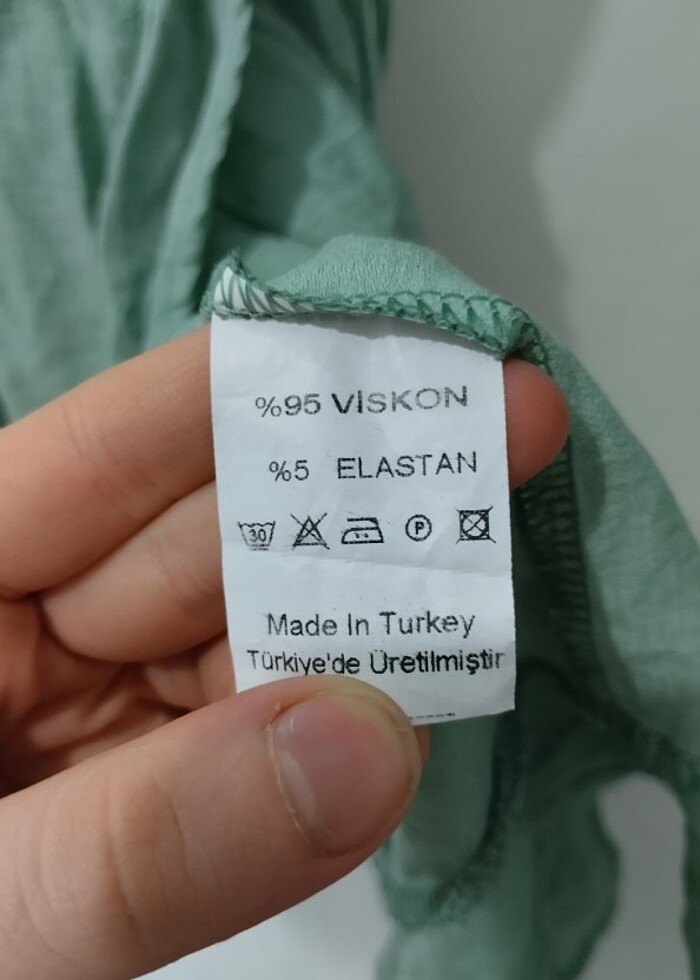 %95 VİSKON
%5 ELASTAN
30 P
Made In Turkey
Türkiye'de Üretilmiştir